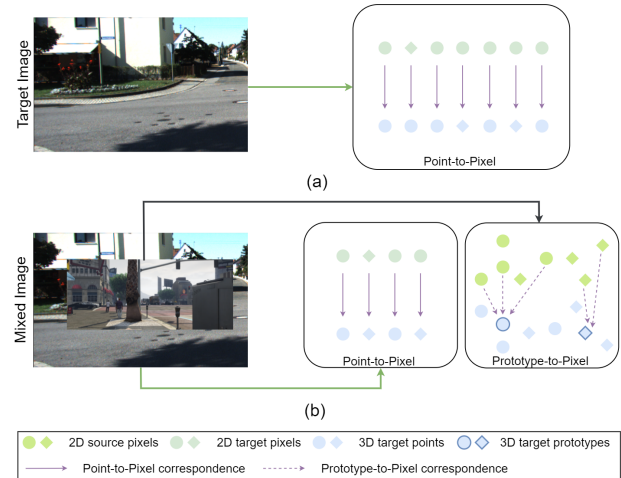 Target Image
Point-to-Pixel
(a)
Mixed Image
Point-to-Pixel
Prototype-to-Pixel
(b)
2D source pixels
2D target pixels
3D target points
3D target prototypes
Point-to-Pixel correspondence
Prototype-to-Pixel correspondence